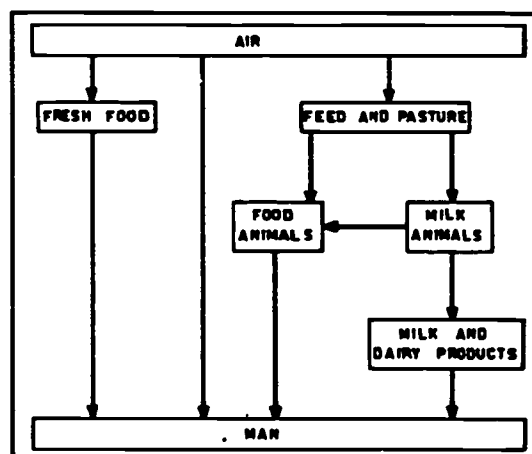 AIR
FRESH FOOD
FEED AND PASTURE
FOOD
ANIMALS
MILK
ANIMALS
MILK AND
DAIRY PRODUCTS
MAN